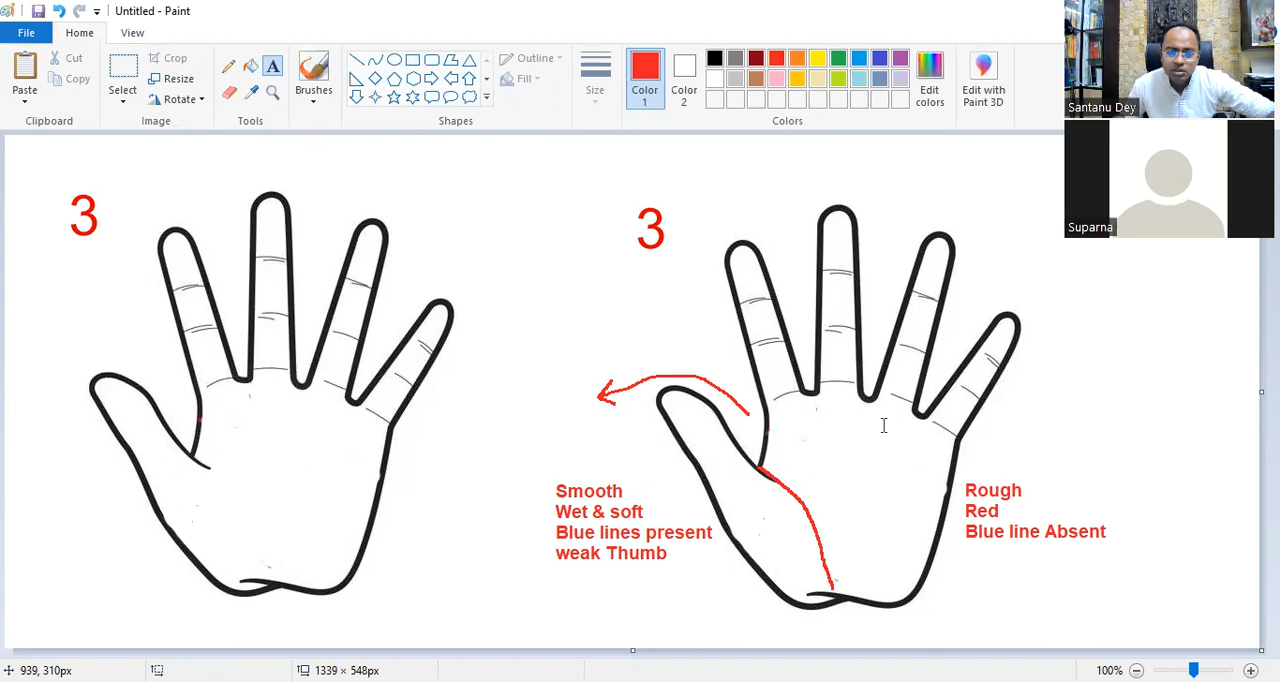 Untitled - Paint
File
Home
View
Paste
Cut
Copy
Clipboard
Select
Crop
Resize
Rotate
Image
A
Tools
Brushes
Shapes
Outline
Fill
Size
Color
1
Color
2
Colors
Edit
colors
Edit with
Paint 3D
Santanu Dey
Suparna
3
3
Smooth
Wet & soft
Blue lines present
weak Thumb
Rough
Red
Blue line Absent
939, 310px
1339 × 548px
100%